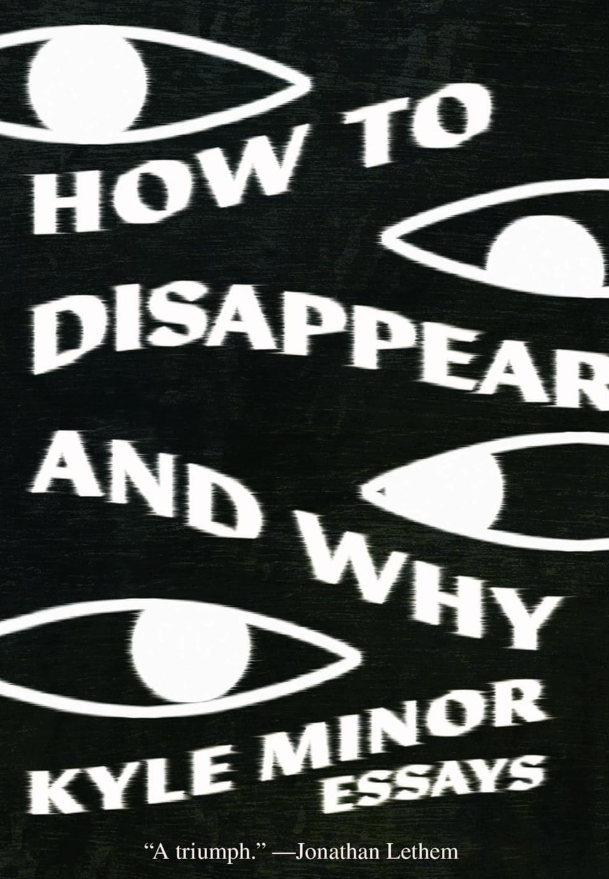 HOW TO
DISAPPEAR
AND WHY
KYLE MINOR
ESSAYS
“A triumph.” —Jonathan Lethem